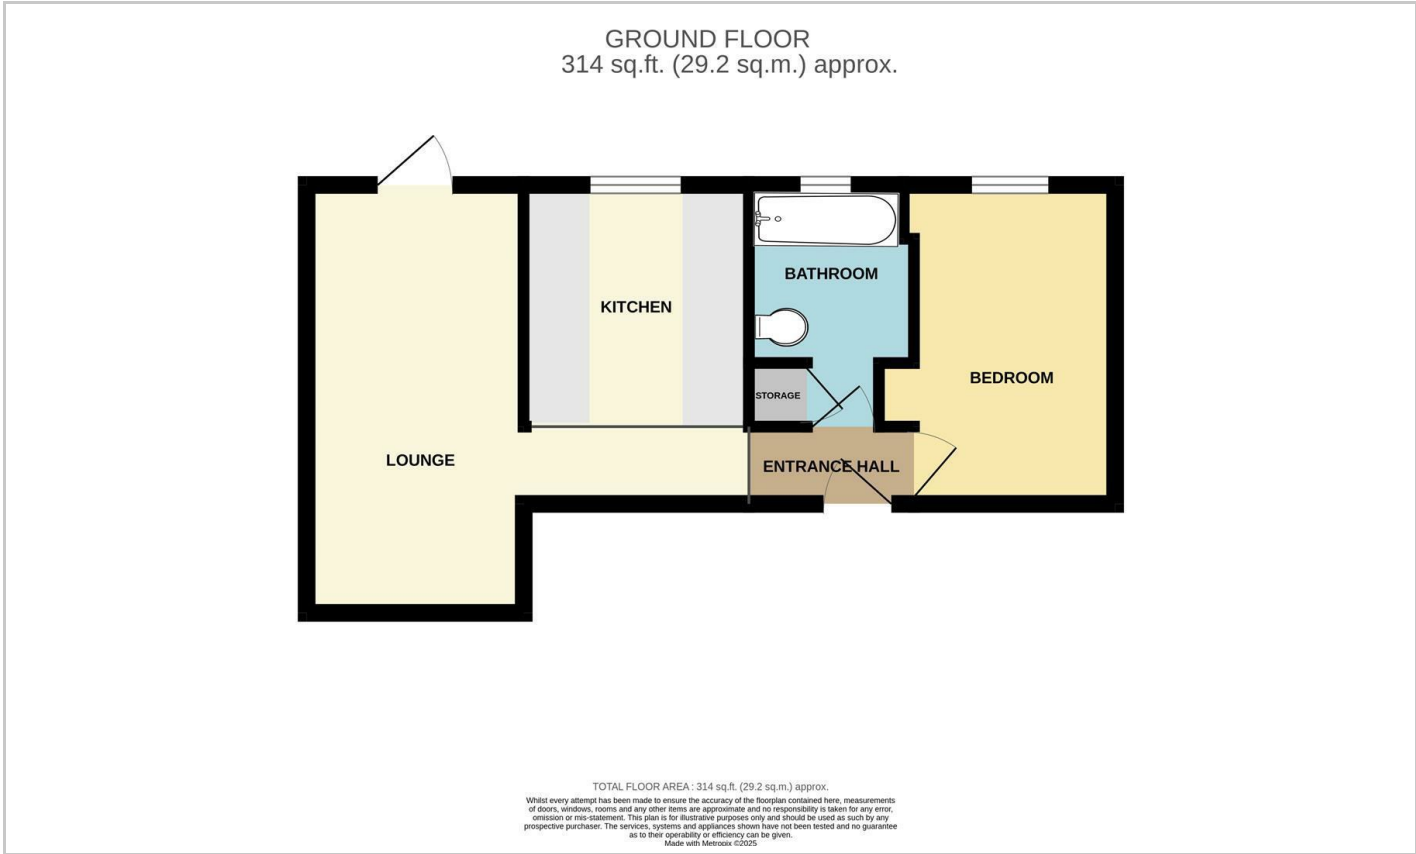 GROUND FLOOR
314 sq.ft. (29.2 sq.m.) approx.
BATHROOM
KITCHEN
BEDROOM
STORAGE
LOUNGE
ENTRANCE HALL
TOTAL FLOOR AREA : 314 sq.ft. (29.2 sq.m.) approx.
Whilst every attempt has been made to ensure the accuracy of the floorplan contained here, measurements
of doors, windows, rooms and any other items are approximate and no responsibility is taken for any error,
omission or mis-statement. This plan is for illustrative purposes only and should be used as such by any
prospective purchaser. The services, systems and appliances shown have not been tested and no guarantee
as to their operability or efficiency can be given.
Made with Metropix ©2025